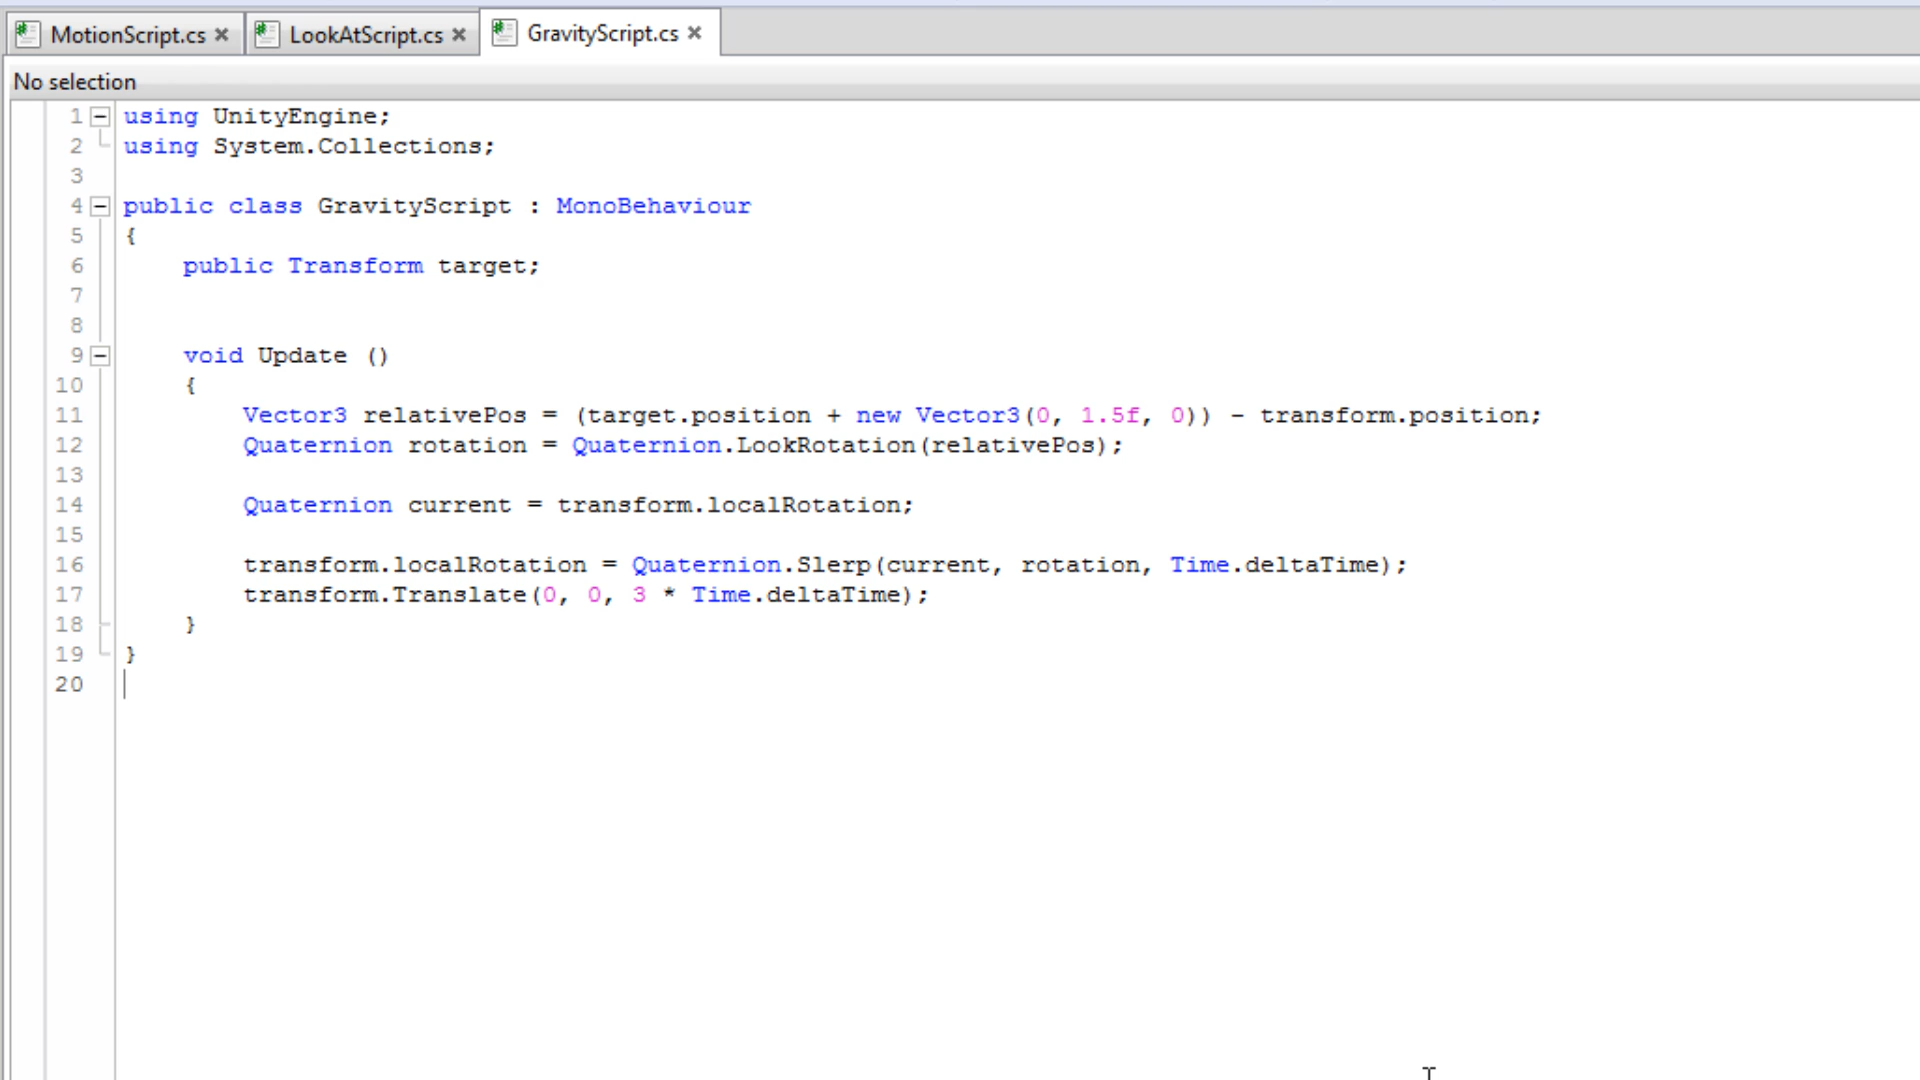 MotionScript.cs
LookAtScript.cs
GravityScript.cs
No selection
1 using UnityEngine;
2 using System.Collections;
3
4 public class GravityScript : MonoBehaviour
5 {
6     public Transform target;
7
8
9     void Update ()
10     {
11         Vector3 relativePos = (target.position + new Vector3(0, 1.5f, 0)) - transform.position;
12         Quaternion rotation = Quaternion.LookRotation(relativePos);
13
14         Quaternion current = transform.localRotation;
15
16         transform.localRotation = Quaternion.Slerp(current, rotation, Time.deltaTime);
17         transform.Translate(0, 0, 3 * Time.deltaTime);
18     }
19 }
20